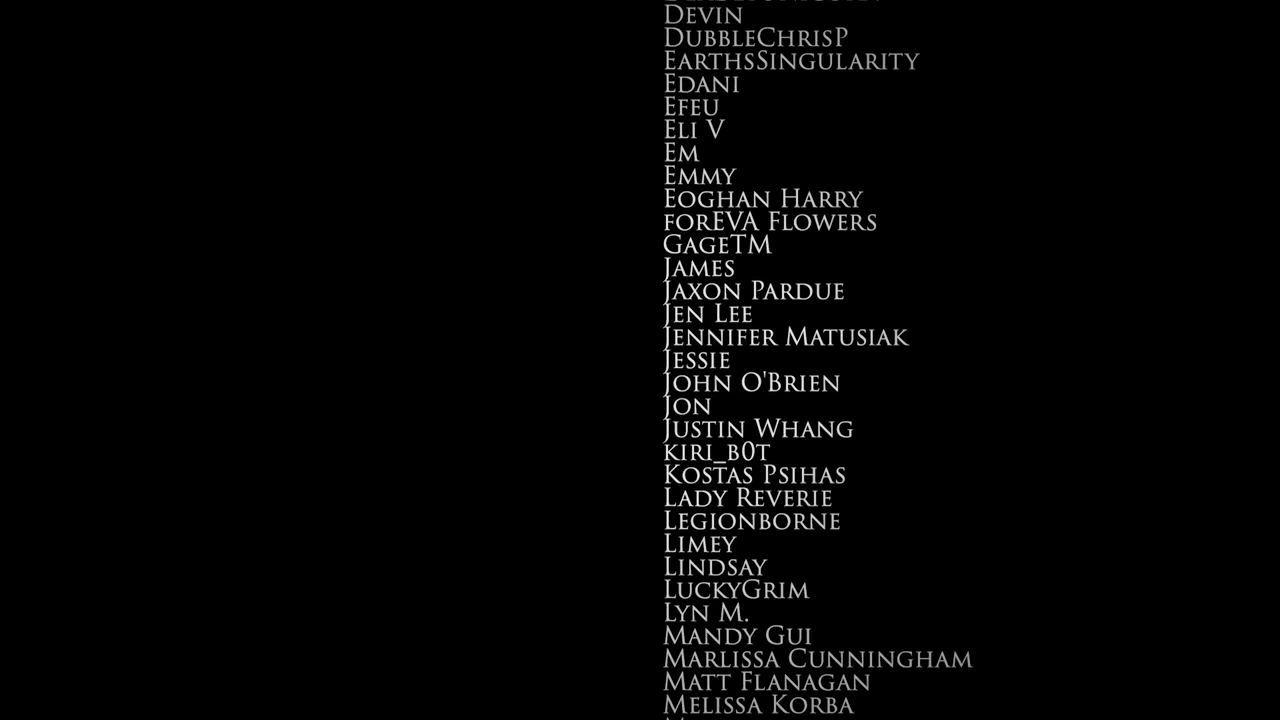 Devin
DubbleChrisP
EarthsSingularity
Edani
Efeu
Eli V
Em
Emmy
Eoghan Harry
forEVA Flowers
GageTM
James
Jaxon Pardue
Jen Lee
Jennifer Matusiak
Jessie
John O'Brien
Jon
Justin Whang
kiri_b0t
Kostas Psihas
Lady Reverie
Legionborne
Limey
Lindsay
LuckyGrim
Lyn M.
Mandy Gui
Marlissa Cunningham
Matt Flanagan
Melissa Korba